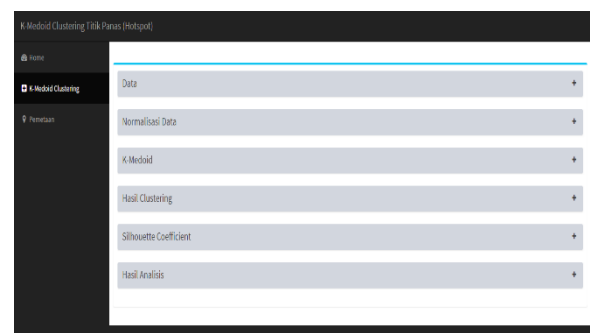 K-Medoid Clustering Titik Panas (Hotspot)
Home
K-Medoid Clustering
Pemetaan
Data +
Normalisasi Data +
K-Medoid +
Hasil Clustering +
Silhouette Coefficient +
Hasil Analisis +